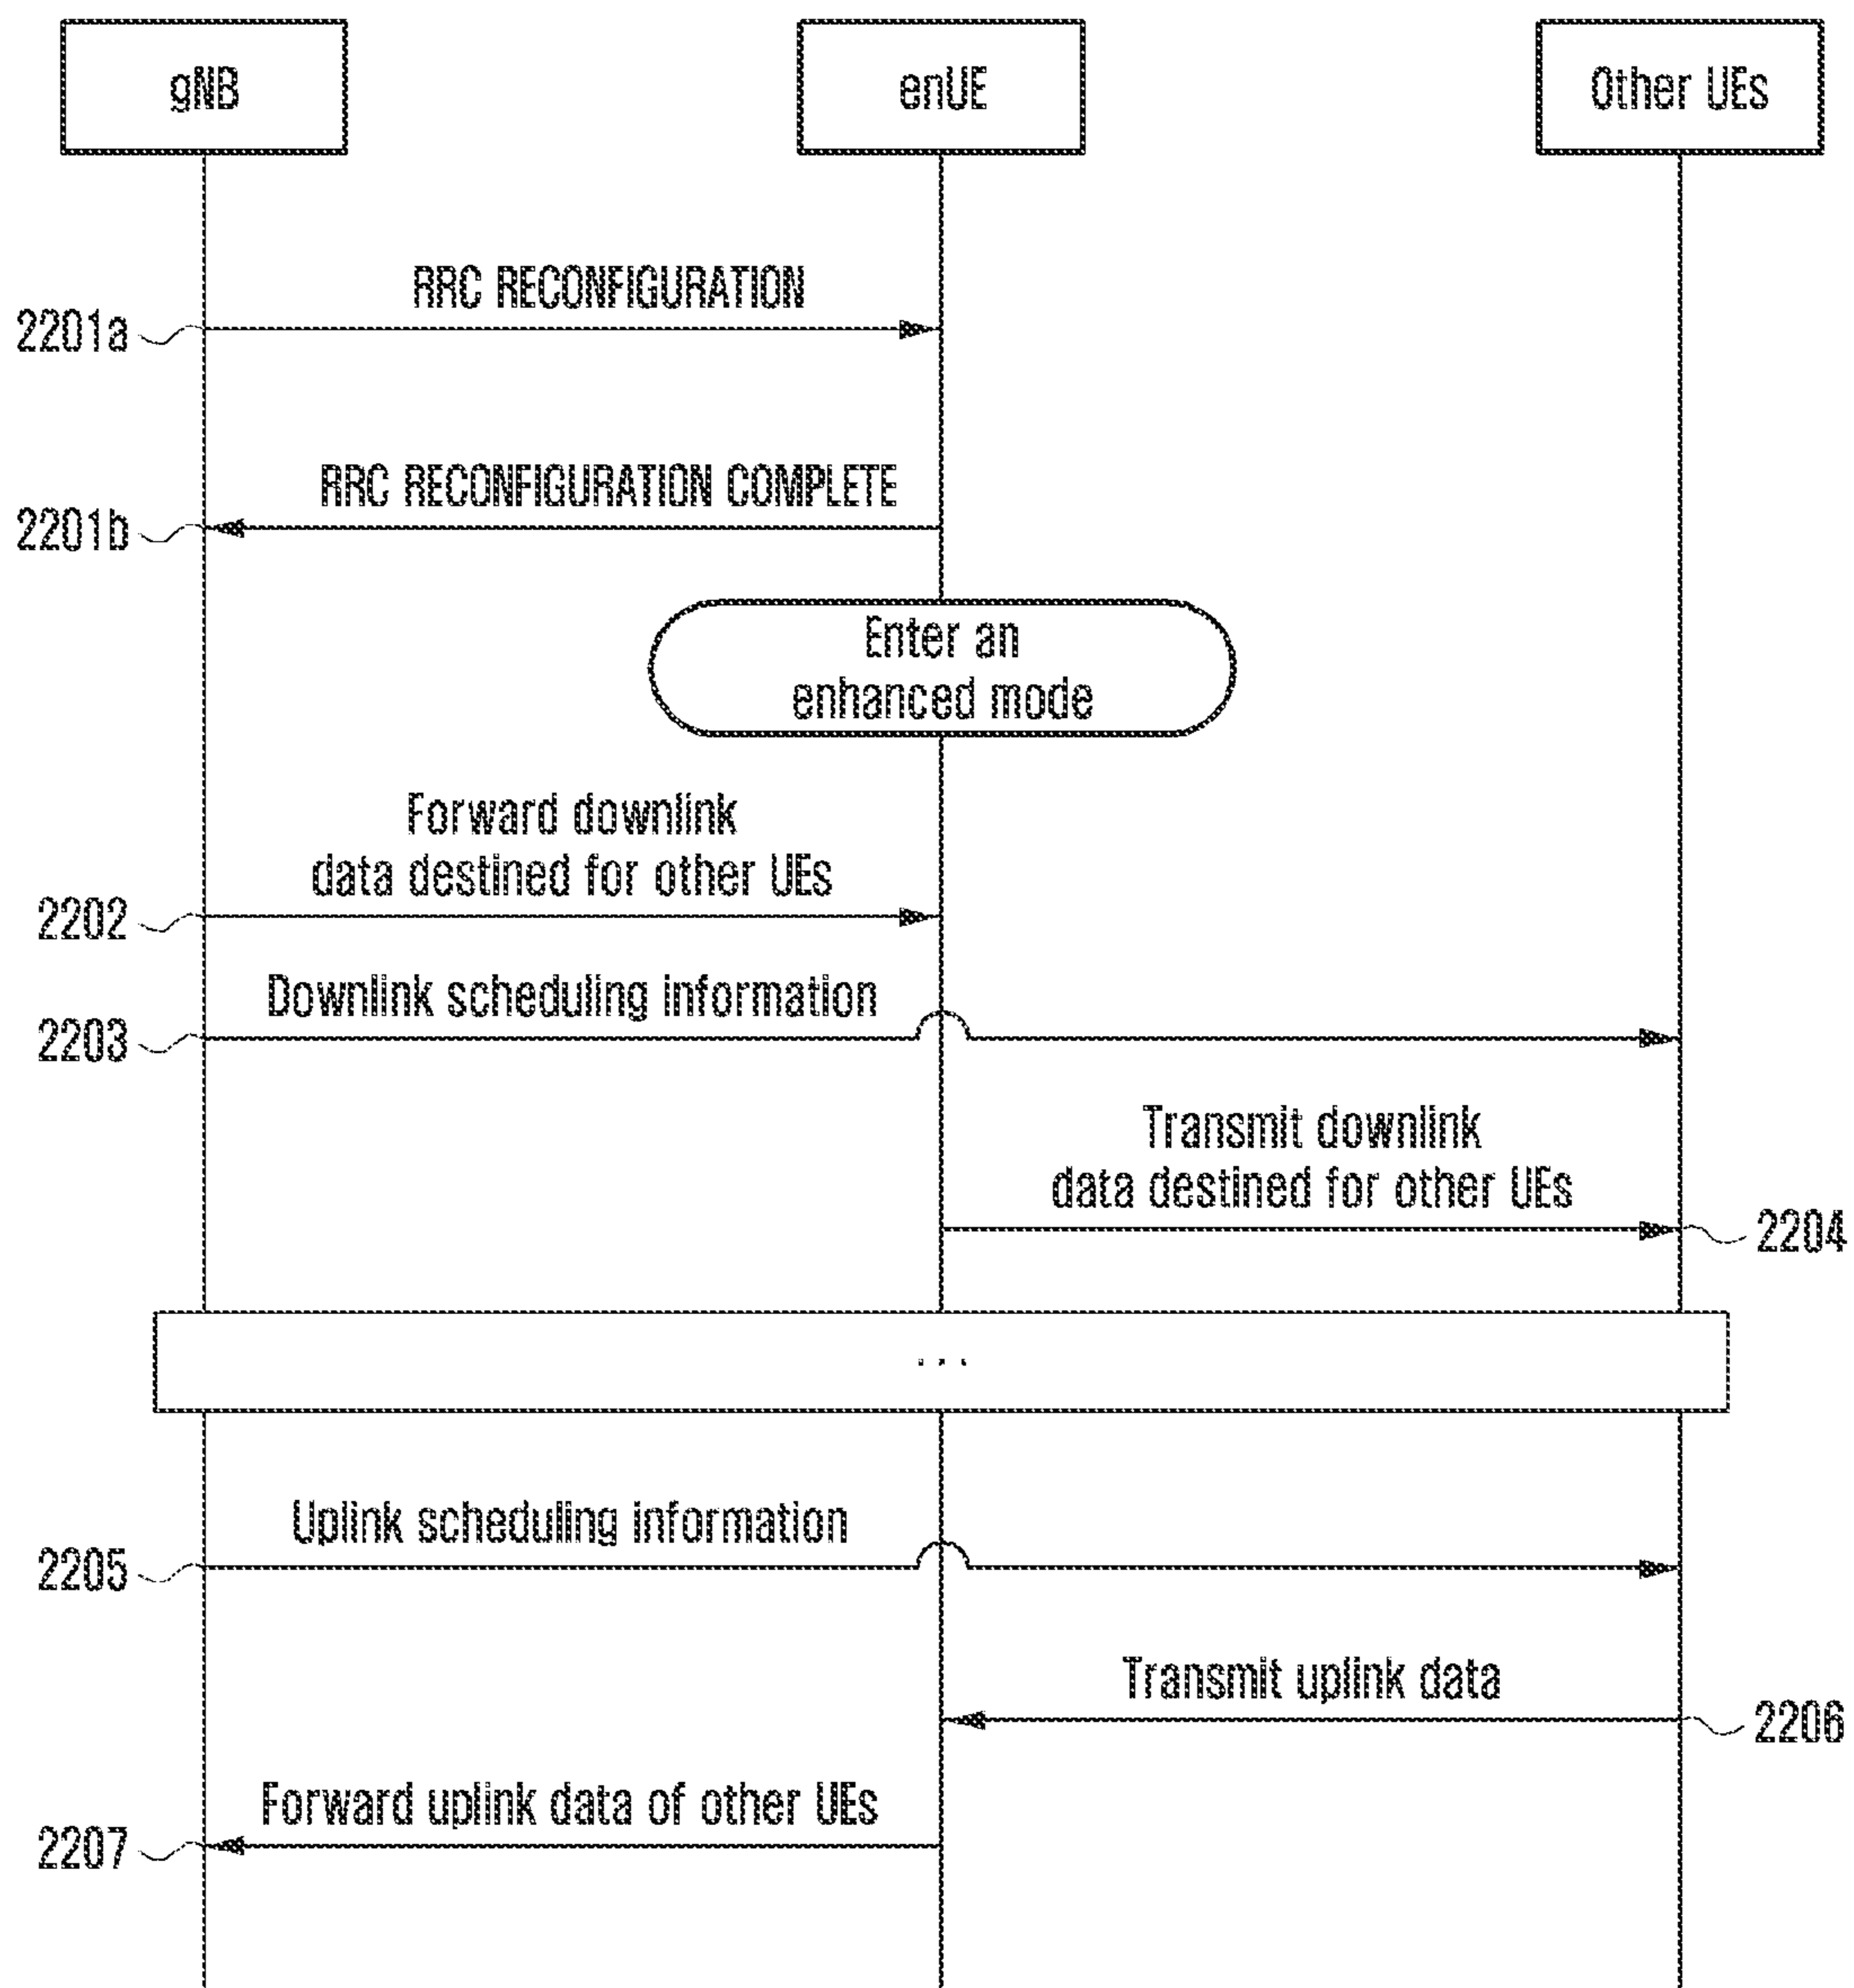 gNB
enUE
Other UEs
RRC RECONFIGURATION
2201a
RRC RECONFIGURATION COMPLETE
2201b
Enter an
enhanced mode
Forward downlink
data destined for other UEs
2202
Downlink scheduling information
2203
Transmit downlink
data destined for other UEs
2204
...
Uplink scheduling information
2205
Transmit uplink data
2206
Forward uplink data of other UEs
2207